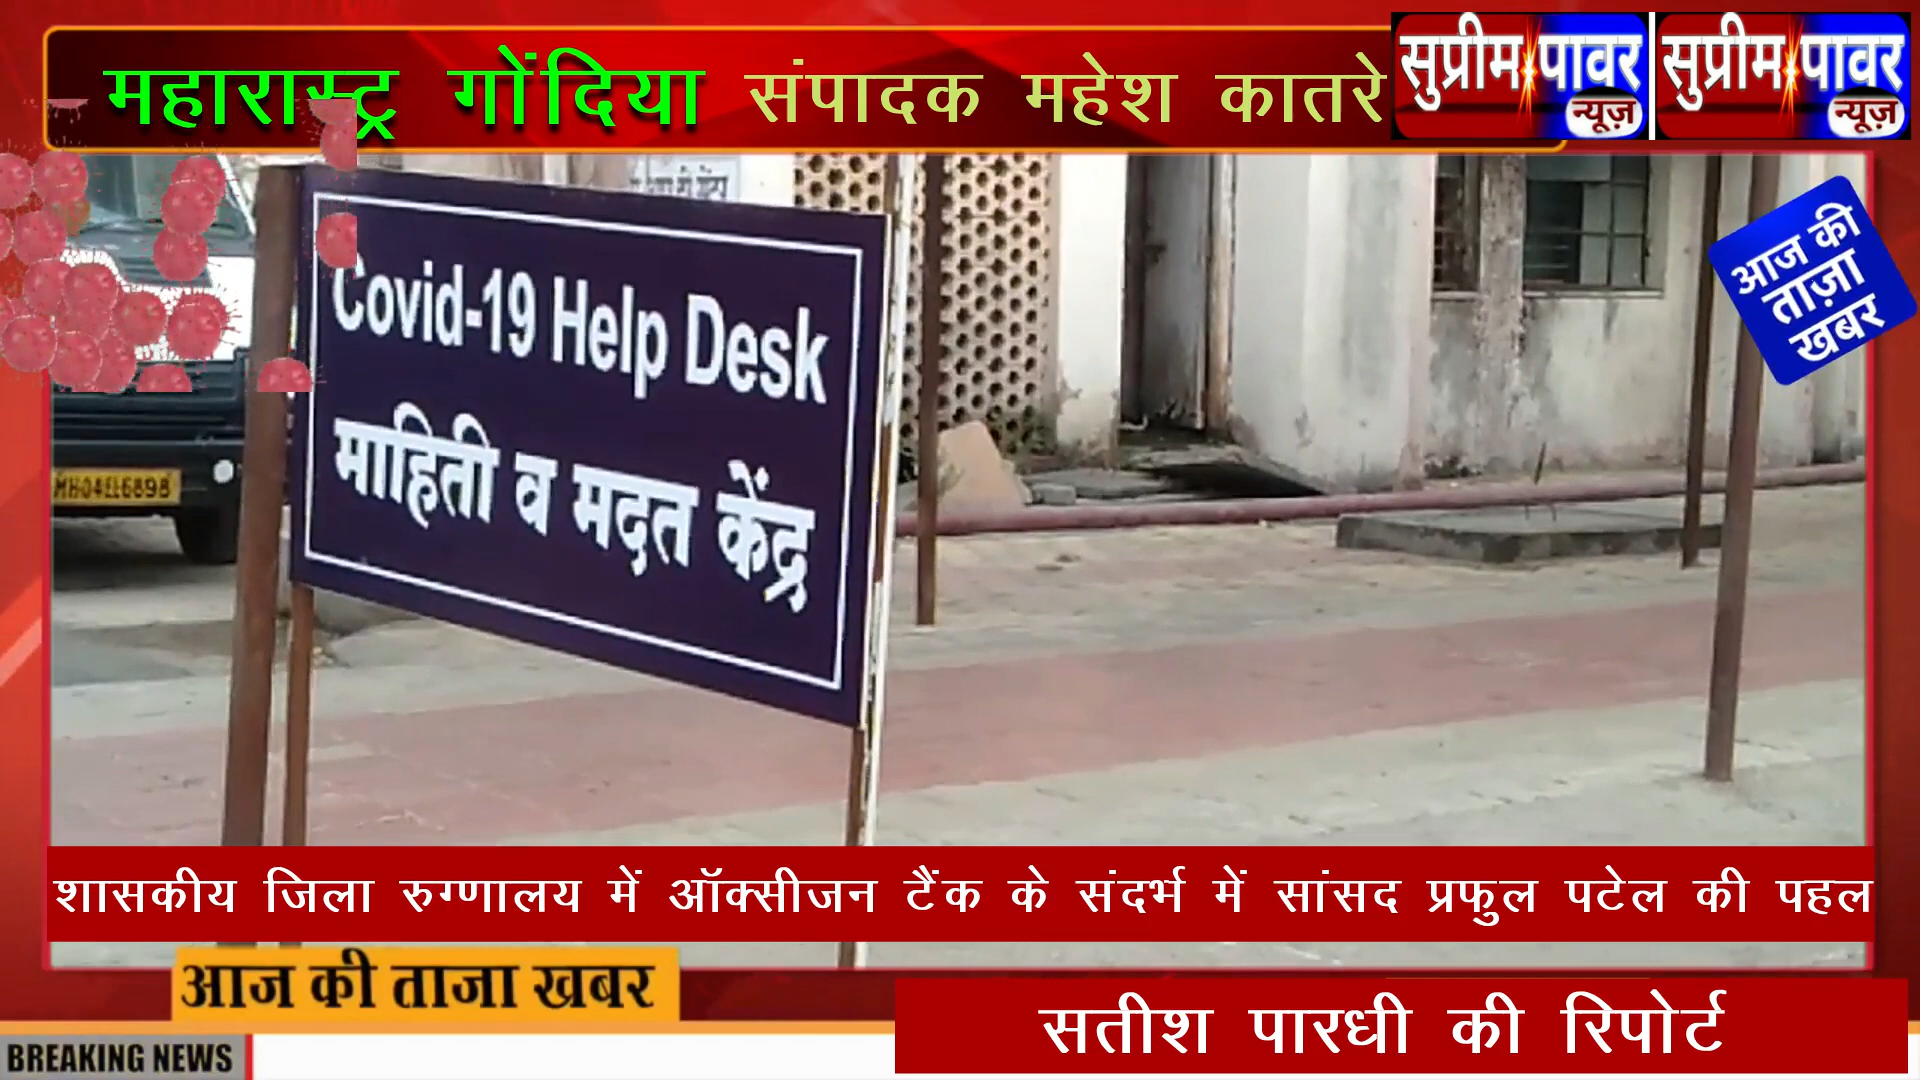 महारास्ट्र गोंदिया संपादक महेश कातरे
सुप्रीम पावर न्यूज़
सुप्रीम पावर न्यूज़
आज की
ताज़ा
खबर
Covid-19 Help Desk
माहिती व मदत केंद्र
शासकीय जिला रुग्णालय में ऑक्सीजन टैंक के संदर्भ में सांसद प्रफुल पटेल की पहल
आज की ताजा खबर
सतीश पारधी की रिपोर्ट
BREAKING NEWS